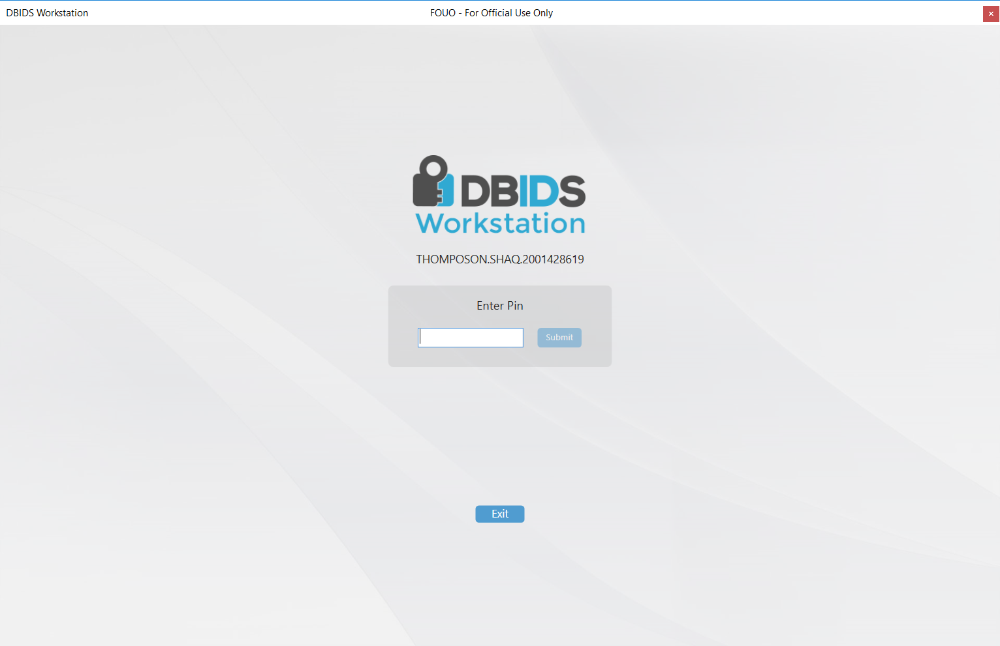 DBIDS Workstation
FOUO - For Official Use Only
DBIDS
Workstation
THOMPOSON.SHAQ.2001428619
Enter Pin
Submit
Exit